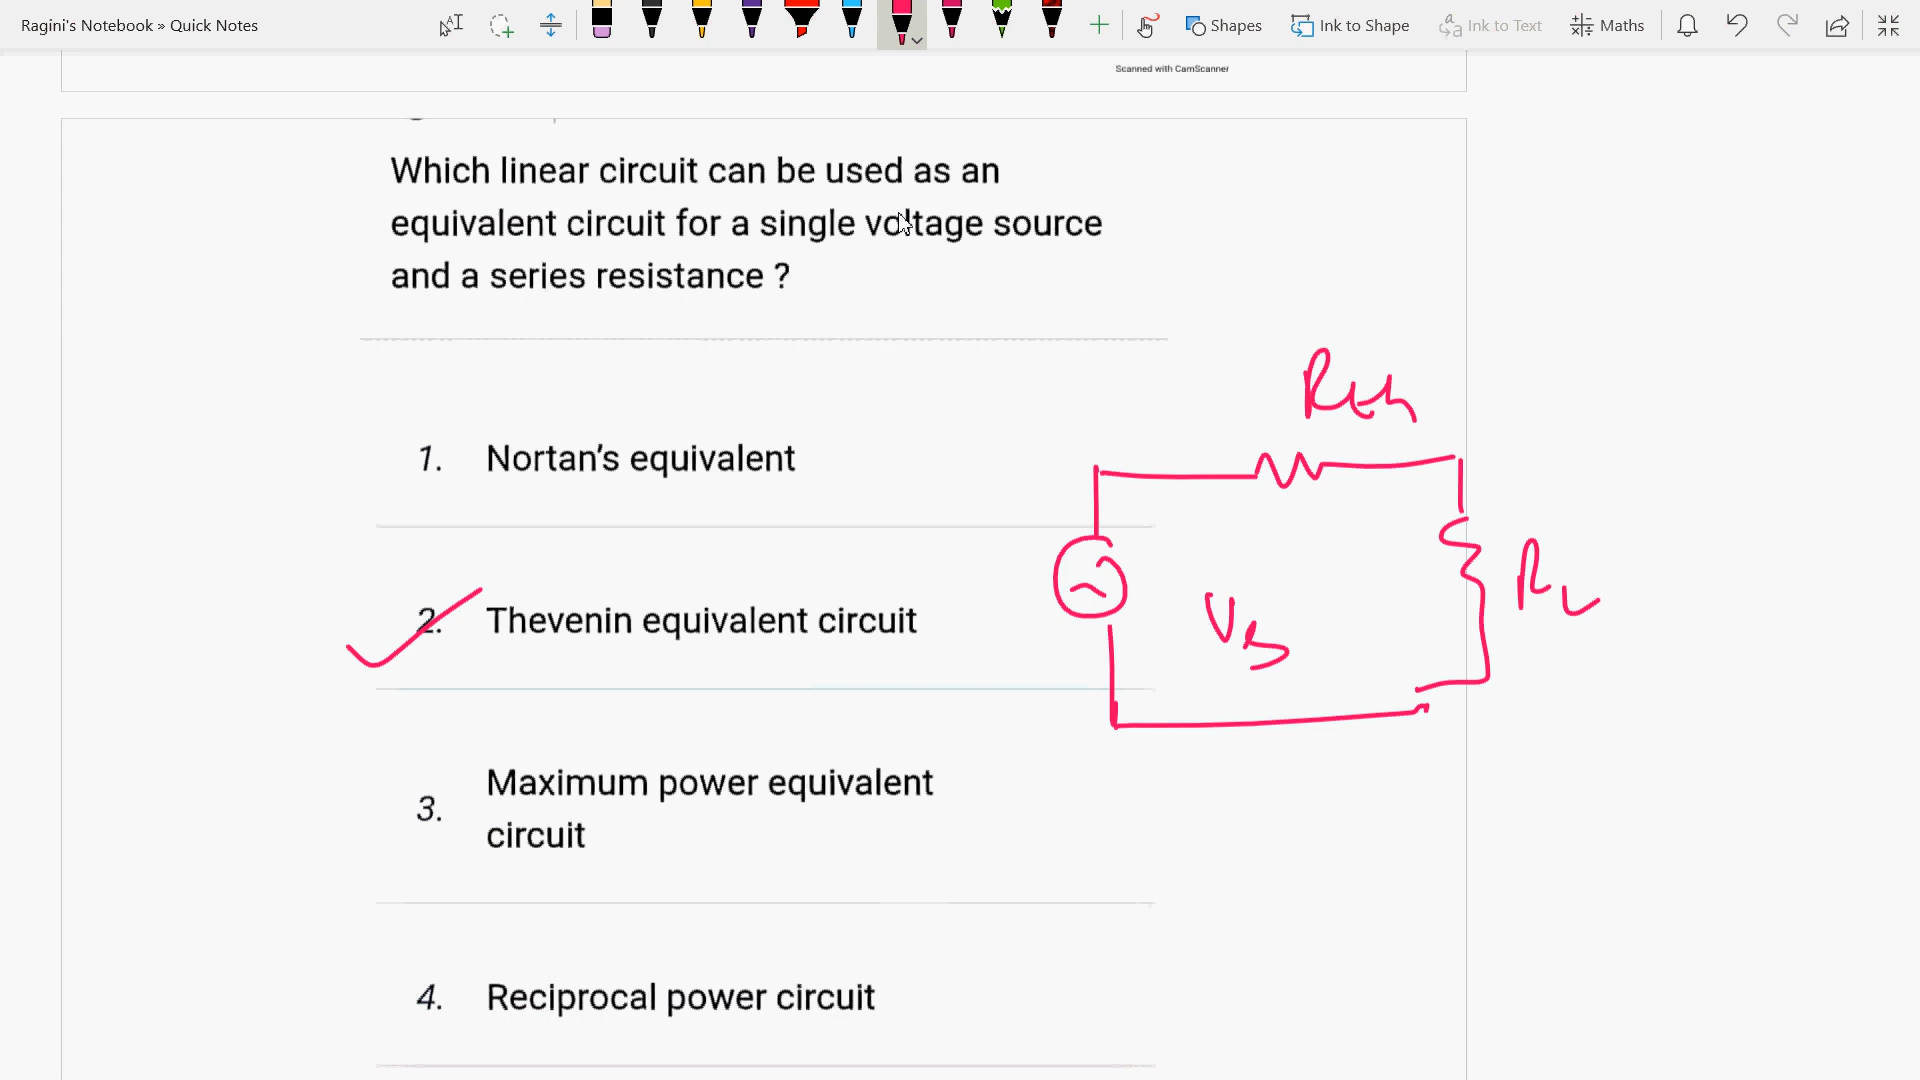 Ragini's Notebook » Quick Notes
Shapes
Ink to Shape
Ink to Text
Maths
Scanned with CamScanner
Which linear circuit can be used as an
equivalent circuit for a single voltage source
and a series resistance ?
Rth
1. Nortan's equivalent
2. Thevenin equivalent circuit
RL
Vs
3. Maximum power equivalent
circuit
4. Reciprocal power circuit